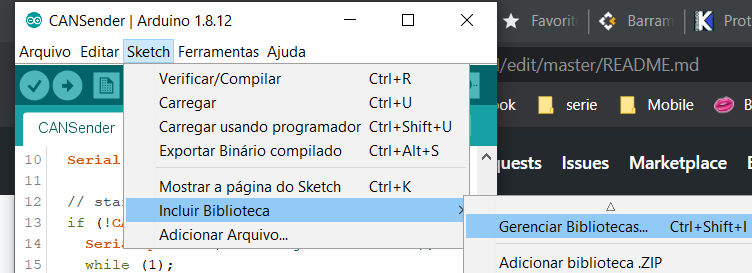 CANSender | Arduino 1.8.12
Favorit
Barram
Prot
Arquivo Editar Sketch Ferramentas Ajuda
/edit/master/README.md
Verificar/Compilar Ctrl+R
Carregar Ctrl+U
Carregar usando programador Ctrl+Shift+U
Exportar Binário compilado Ctrl+Alt+S
Mostrar a página do Sketch Ctrl+K
Incluir Biblioteca
Adicionar Arquivo...
ok
serie
Mobile
B
CANSender
quests Issues Marketplace E
10 Serial
11
12 // sta
13 if (!CA
14 Seria
15 while (1);
Gerenciar Bibliotecas... Ctrl+Shift+I
Adicionar biblioteca .ZIP